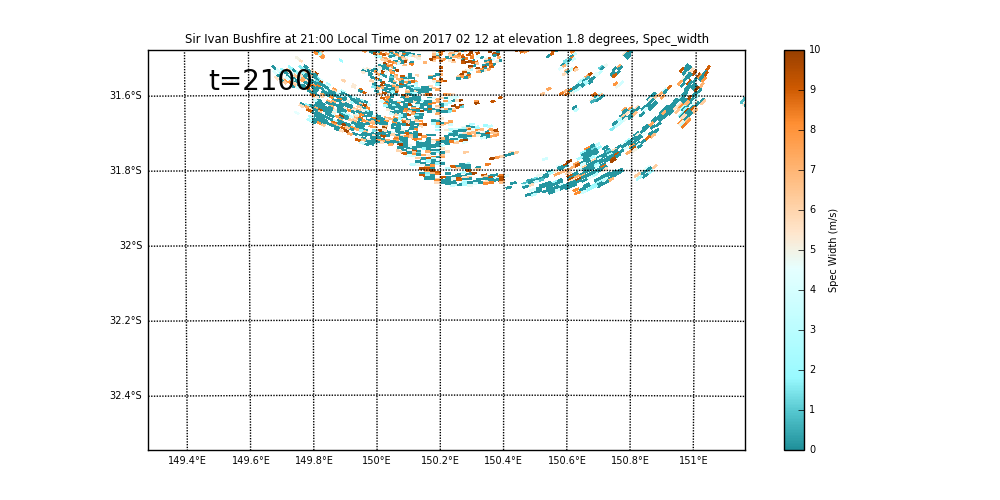 Sir Ivan Bushfire at 21:00 Local Time on 2017 02 12 at elevation 1.8 degrees, Spec_width
t=2100
31.6°S
31.8°S
32°S
32.2°S
32.4°S
149.4°E 149.6°E 149.8°E 150°E 150.2°E 150.4°E 150.6°E 150.8°E 151°E
10
9
8
7
6
5
4
3
2
1
0
Spec Width (m/s)